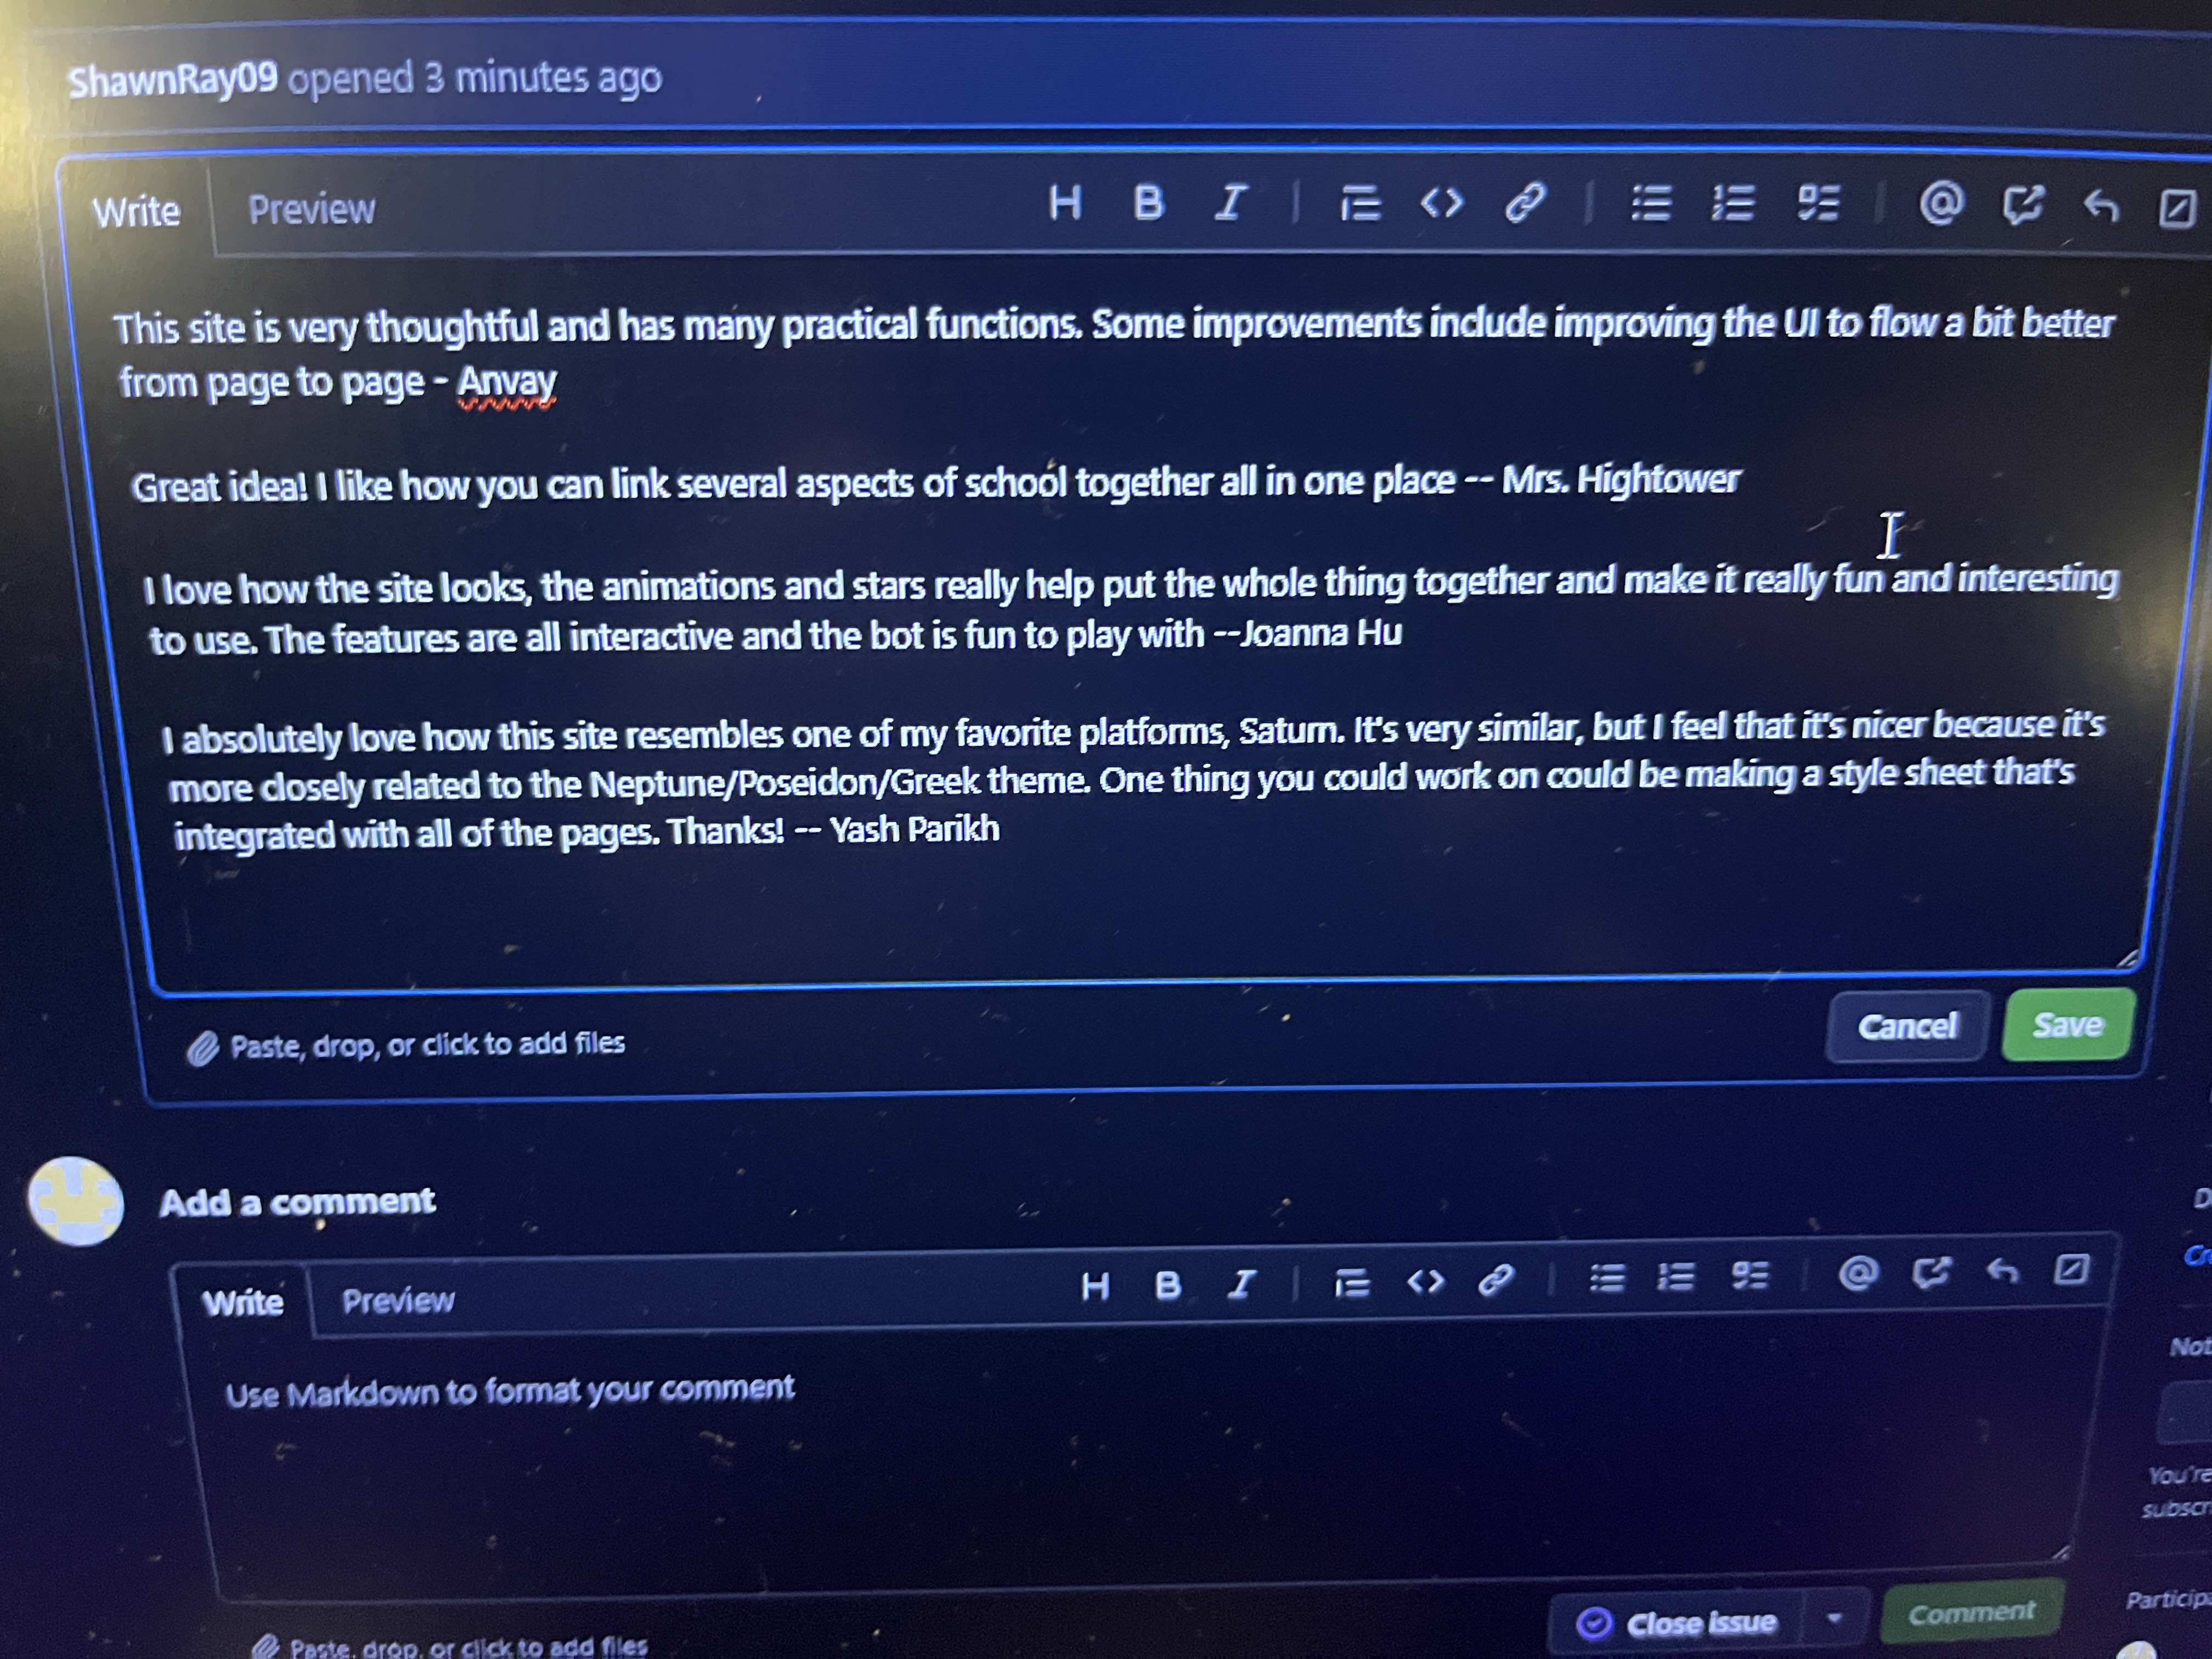 ShawnRay09 opened 3 minutes ago
Write Preview H B I
This site is very thoughtful and has many practical functions. Some improvements include improving the UI to flow a bit better
from page to page - Anvay
Great idea! I like how you can link several aspects of school together all in one place -- Mrs. Hightower
I love how the site looks, the animations and stars really help put the whole thing together and make it really fun and interesting
to use. The features are all interactive and the bot is fun to play with --Joanna Hu
I absolutely love how this site resembles one of my favorite platforms, Saturn. It's very similar, but I feel that it's nicer because it's
more closely related to the Neptune/Poseidon/Greek theme. One thing you could work on could be making a style sheet that's
integrated with all of the pages. Thanks! -- Yash Parikh
Paste, drop, or click to add files
Cancel Save
Add a comment
Write Preview H B I
Use Markdown to format your comment
You're
Close issue Comment
Paste, drop, or click to add files